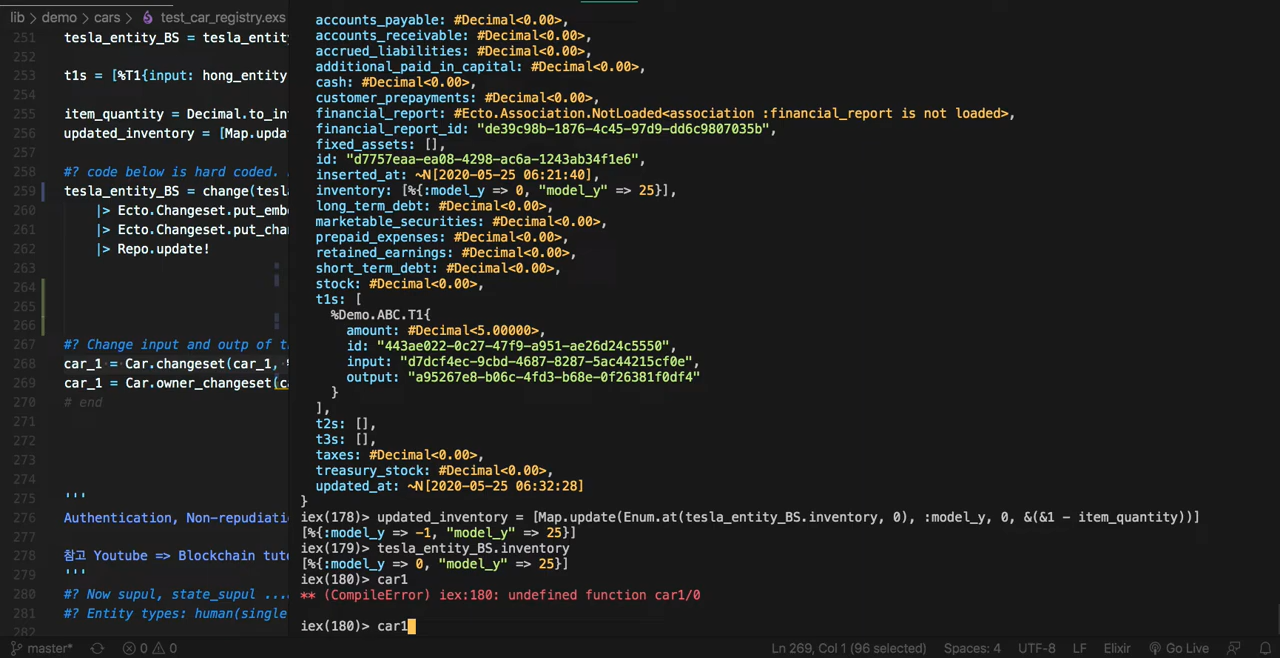 lib > demo > cars > test_car_registry.exs
251 tesla_entity_BS = tesla_entity
252
253 t1s = [%T1{input: hong_entity
254
255 item_quantity = Decimal.to_in
256 updated_inventory = [Map.upda
257
258 #? code below is hard coded.
259 tesla_entity_BS = change(tesl
260 |> Ecto.Changeset.put_embe
261 |> Ecto.Changeset.put_chan
262 |> Repo.update!
263
264
265
266
267 #? Change input and outp of t
268 car_1 = Car.changeset(car_1, %
269 car_1 = Car.owner_changeset(ca
270 # end
271
272
273
274
275 '''
276 Authentication, Non-repudiatio
277
278 참고 Youtube => Blockchain tuto
279 '''
280 #? Now supul, state_supul ...
281 #? Entity types: human(single
282
accounts_payable: #Decimal<0.00>,
accounts_receivable: #Decimal<0.00>,
accrued_liabilities: #Decimal<0.00>,
additional_paid_in_capital: #Decimal<0.00>,
cash: #Decimal<0.00>,
customer_prepayments: #Decimal<0.00>,
financial_report: #Ecto.Association.NotLoaded<association :financial_report is not loaded>,
financial_report_id: "de39c98b-1876-4c45-97d9-dd6c9807035b",
fixed_assets: [],
id: "d7757eaa-ea08-4298-ac6a-1243ab34f1e6",
inserted_at: ~N[2020-05-25 06:21:40],
inventory: [%{:model_y => 0, "model_y" => 25}],
long_term_debt: #Decimal<0.00>,
marketable_securities: #Decimal<0.00>,
prepaid_expenses: #Decimal<0.00>,
retained_earnings: #Decimal<0.00>,
short_term_debt: #Decimal<0.00>,
stock: #Decimal<0.00>,
t1s: [
%Demo.ABC.T1{
amount: #Decimal<5.00000>,
id: "443ae022-0c27-47f9-a951-ae26d24c5550",
input: "d7dcf4ec-9cbd-4687-8287-5ac44215cf0e",
output: "a95267e8-b06c-4fd3-b68e-0f26381f0df4"
}
],
t2s: [],
t3s: [],
taxes: #Decimal<0.00>,
treasury_stock: #Decimal<0.00>,
updated_at: ~N[2020-05-25 06:32:28]
}
iex(178)> updated_inventory = [Map.update(Enum.at(tesla_entity_BS.inventory, 0), :model_y, 0, &(&1 - item_quantity))]
[%{:model_y => -1, "model_y" => 25}]
iex(179)> tesla_entity_BS.inventory
[%{:model_y => 0, "model_y" => 25}]
iex(180)> car1
** (CompileError) iex:180: undefined function car1/0
iex(180)> car1
master* 0 0 Ln 269, Col 1 (96 selected) Spaces: 4 UTF-8 LF Elixir Go Live